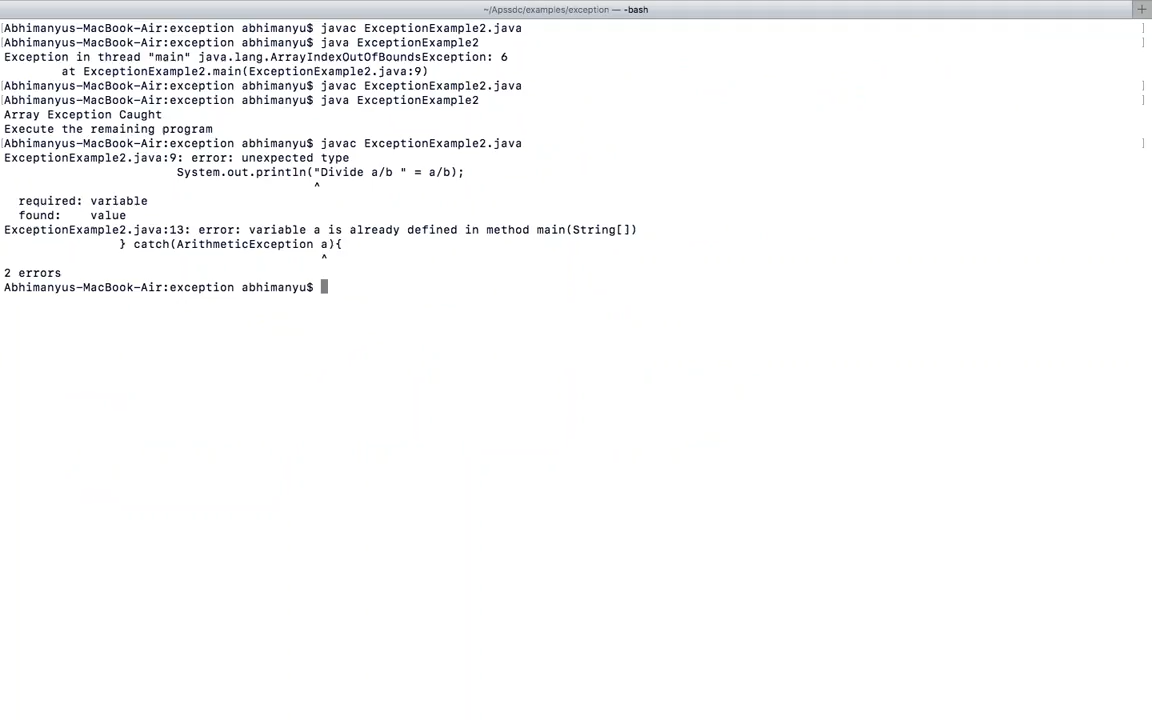 ~/Apssdc/examples/exception — -bash
Abhimanyus-MacBook-Air:exception abhimanyu$ javac ExceptionExample2.java
Abhimanyus-MacBook-Air:exception abhimanyu$ java ExceptionExample2
Exception in thread "main" java.lang.ArrayIndexOutOfBoundsException: 6
at ExceptionExample2.main(ExceptionExample2.java:9)
Abhimanyus-MacBook-Air:exception abhimanyu$ javac ExceptionExample2.java
Abhimanyus-MacBook-Air:exception abhimanyu$ java ExceptionExample2
Array Exception Caught
Execute the remaining program
Abhimanyus-MacBook-Air:exception abhimanyu$ javac ExceptionExample2.java
ExceptionExample2.java:9: error: unexpected type
System.out.println("Divide a/b " = a/b);
^
required: variable
found:    value
ExceptionExample2.java:13: error: variable a is already defined in method main(String[])
} catch(ArithmeticException a){
^
2 errors
Abhimanyus-MacBook-Air:exception abhimanyu$